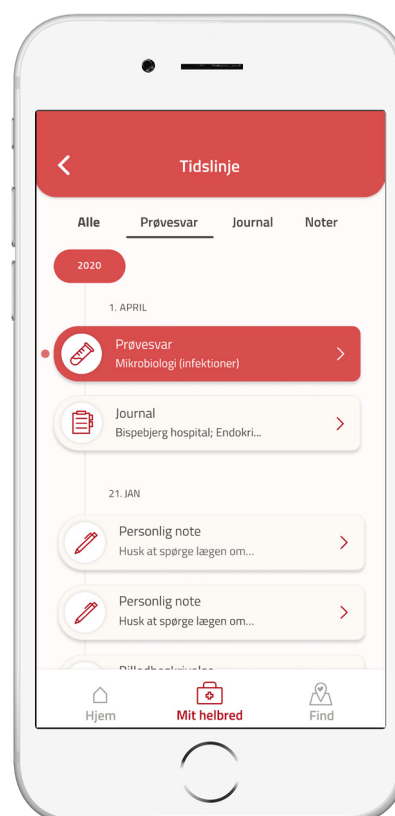 Tidslinje
Alle Prøvesvar Journal Noter
2020
1. APRIL
Prøvesvar
Mikrobiologi (infektioner)
Journal
Bispebjerg hospital; Endokri...
21. JAN
Personlig note
Husk at spørge lægen om...
Personlig note
Husk at spørge lægen om...
Billedbeskrivelse
Hjem Mit helbred Find